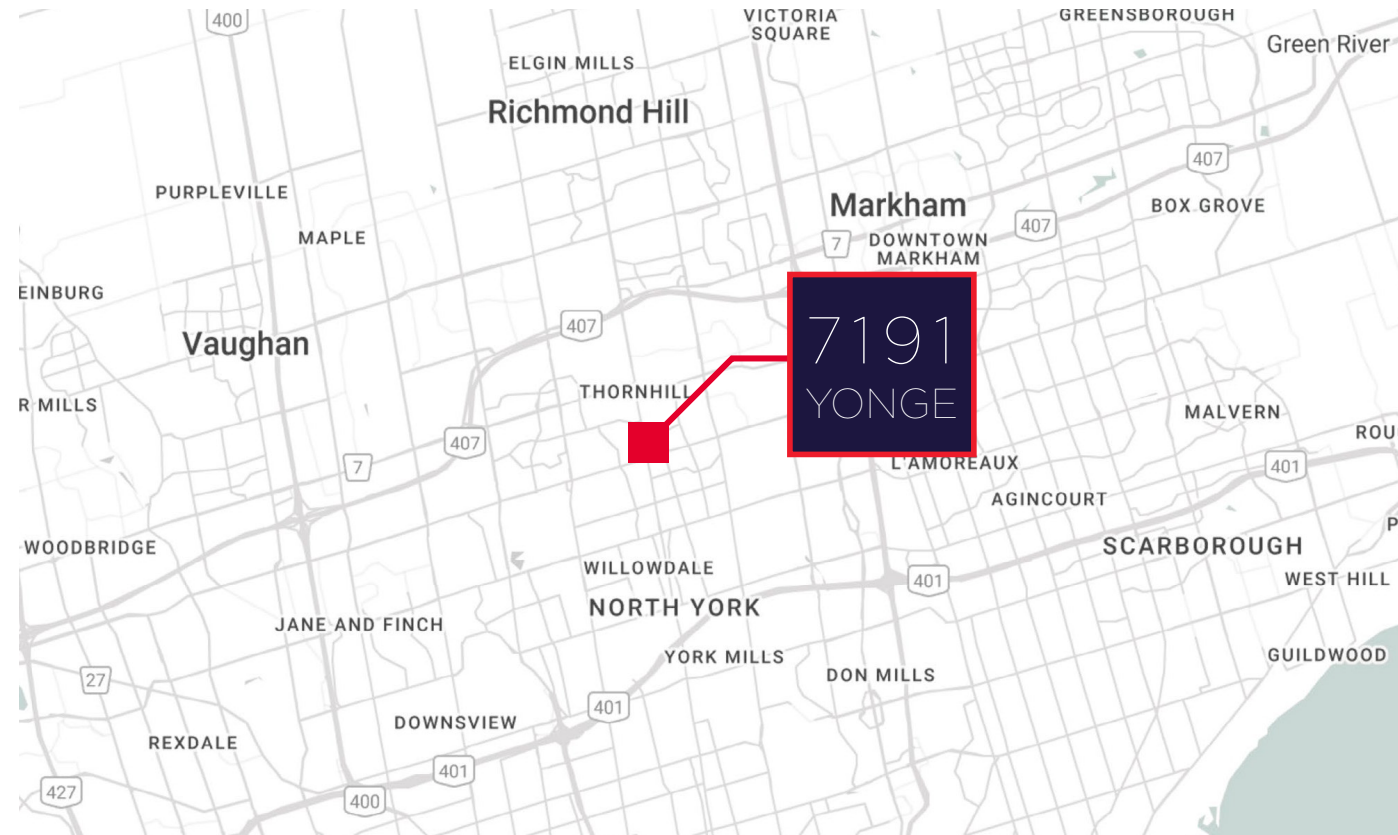 400
VICTORIA
SQUARE
GREENSBOROUGH
Green River
ELGIN MILLS
Richmond Hill
407
PURPLEVILLE
Markham
BOX GROVE
407
MAPLE
7
DOWNTOWN
MARKHAM
EINBURG
407
7191
YONGE
Vaughan
THORNHILL
R MILLS
MALVERN
407
ROU
7
L'AMOREAUX
401
AGINCOURT
WOODBRIDGE
SCARBOROUGH
P
WILLOWDALE
401
WEST HILL
NORTH YORK
JANE AND FINCH
YORK MILLS
GUILDWOOD
27
DON MILLS
401
DOWNSVIEW
REXDALE
401
427
400